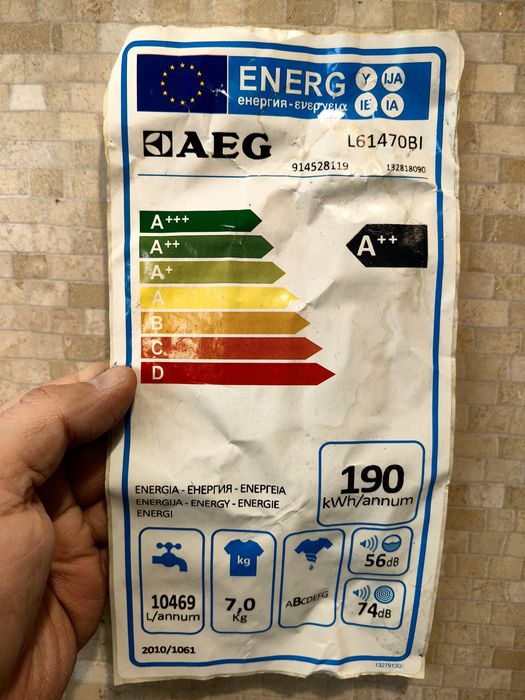 ENERG Y IJA
енергия - ενεργεια IE IA
AEG L61470BI
914528119 132818090
A+++
A++ A++
A+
A
B
C
D
190
kWh/annum
ENERGIA - ЕНЕРГИЯ - ΕΝΕΡΓΕΙΑ
ENERGIJA - ENERGY - ENERGIE
ENERGI
kg
56dB
10469
L/annum
7,0
Kg
ABCDEFG
74dB
2010/1061
13279130/